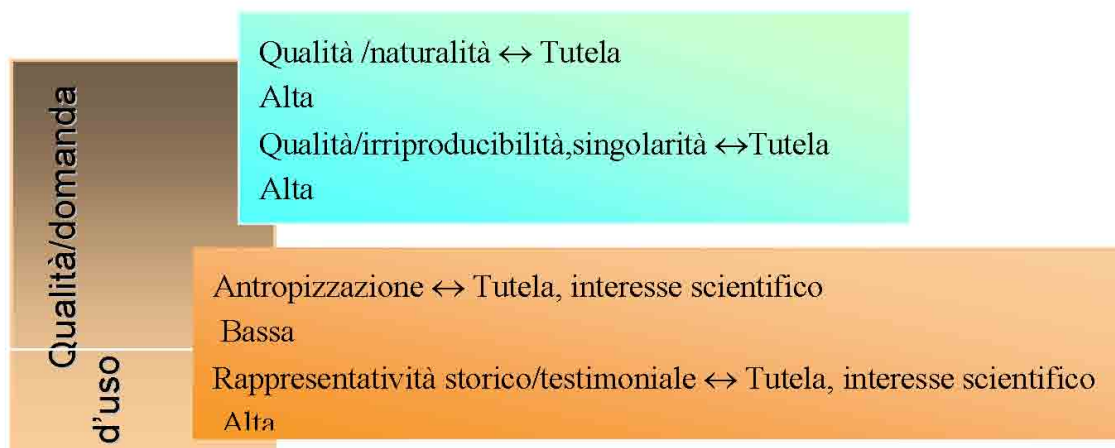 Qualità/domanda
d'uso
Qualità /naturalità ↔ Tutela
Alta
Qualità/irriproducibilità,singolarità ↔Tutela
Alta
Antropizzazione ↔ Tutela, interesse scientifico
Bassa
Rappresentatività storico/testimoniale ↔ Tutela, interesse scientifico
Alta